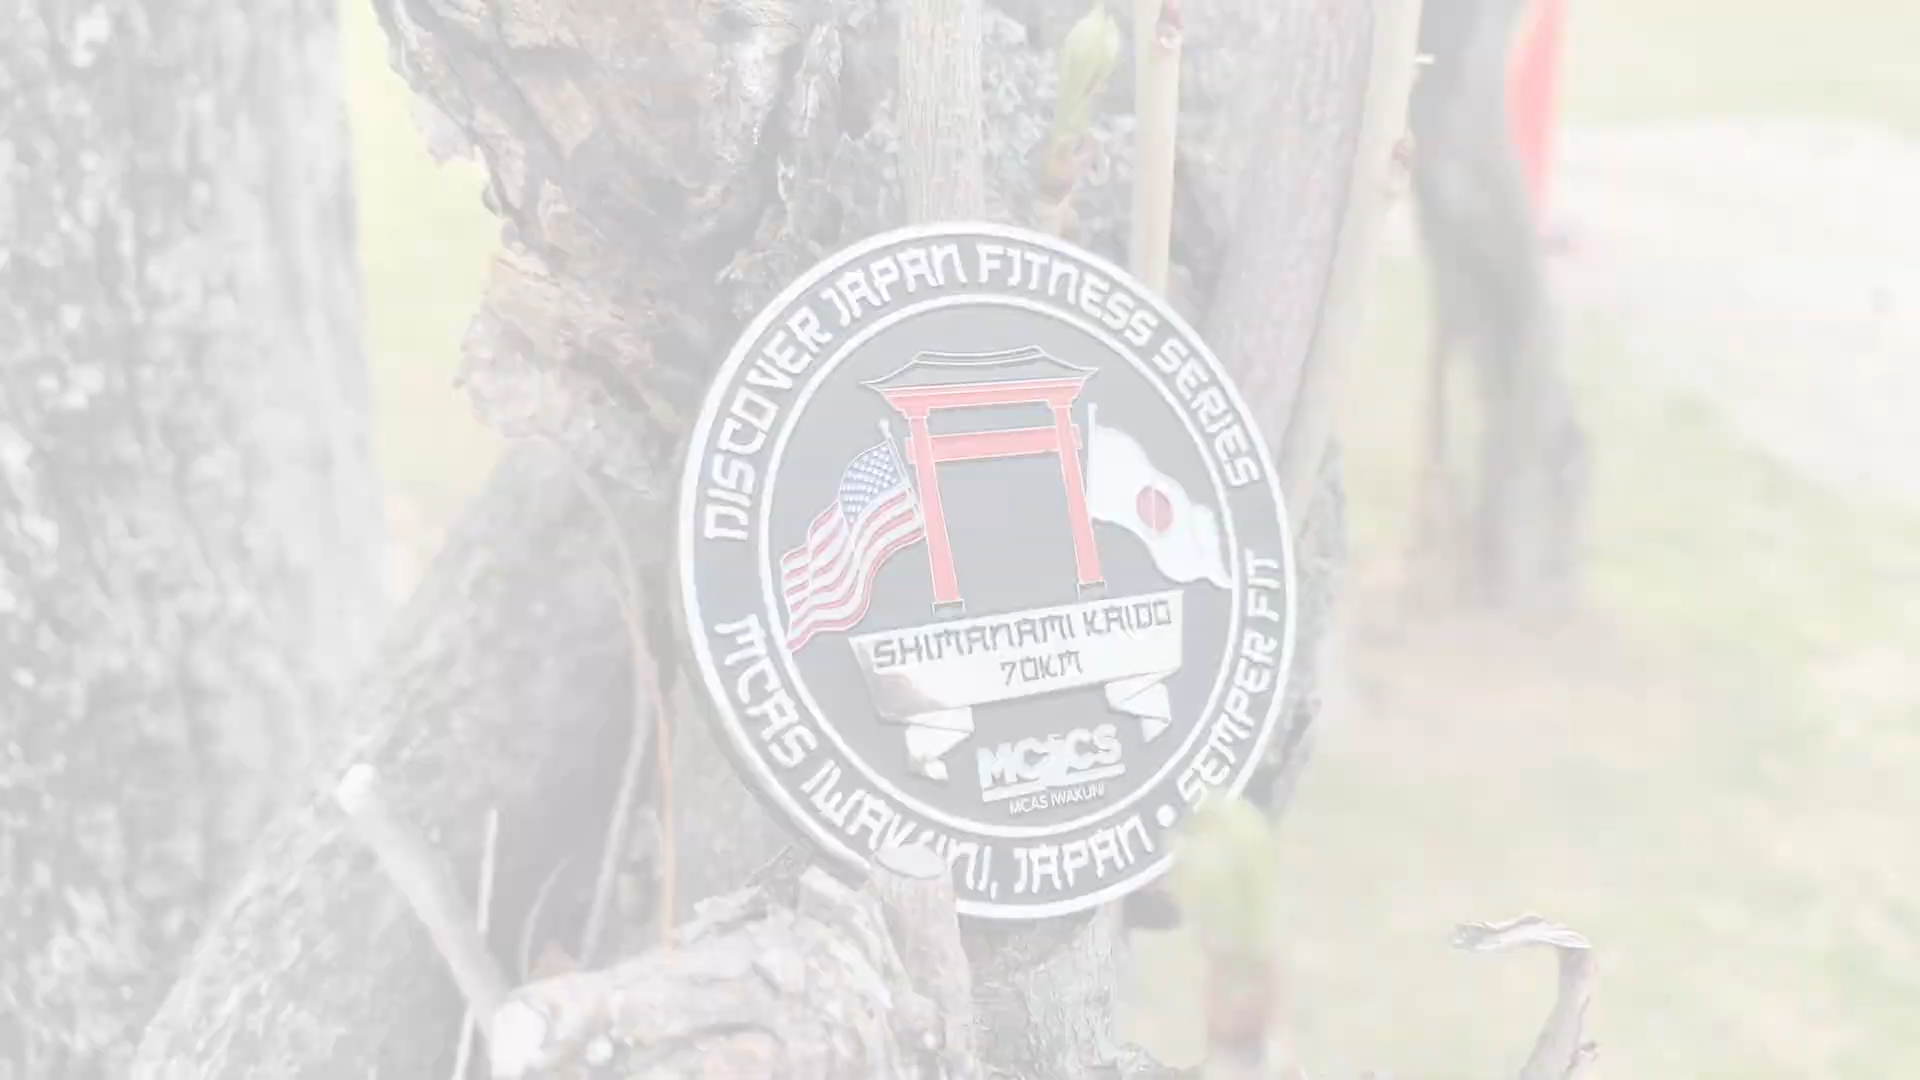 DISCOVER JAPAN FITNESS SERIES
SHIMANAMI KAIDO
70KM
MCCS
MCAS IWAKUNI
MCAS IWAKUNI, JAPAN • SEMPER FIT